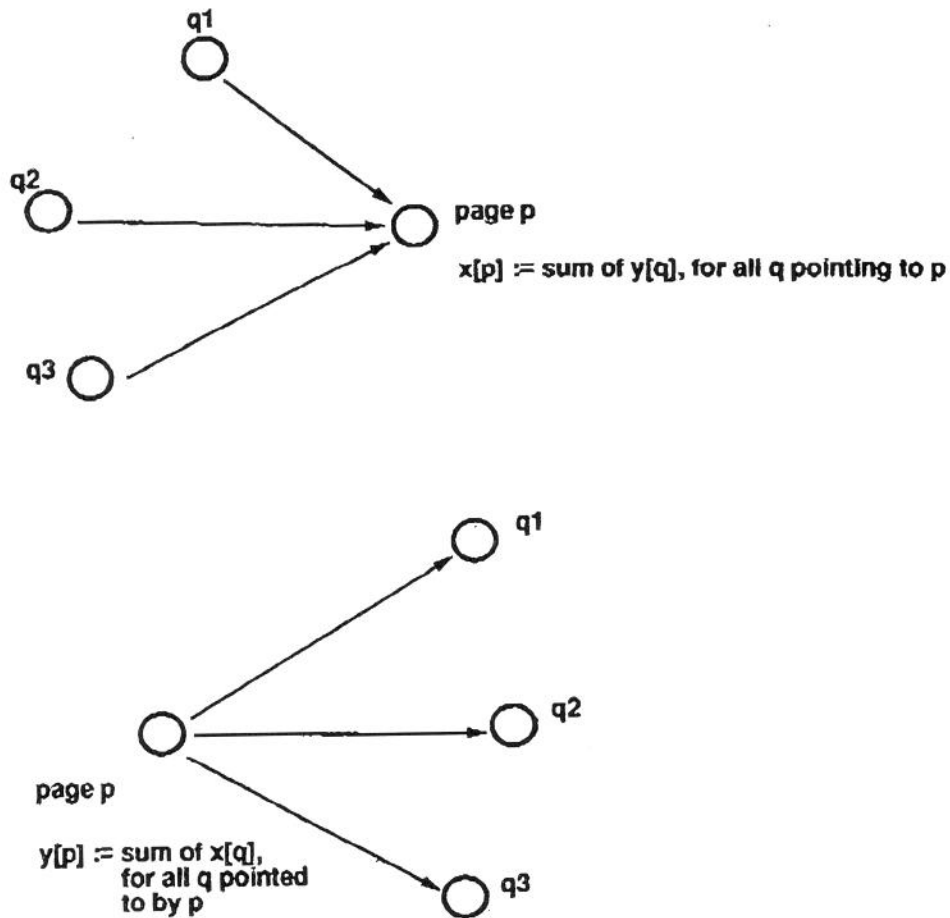 q1
q2
page p
x[p] := sum of y[q], for all q pointing to p
q3
q1
q2
page p
y[p] := sum of x[q],
for all q pointed
to by p
q3